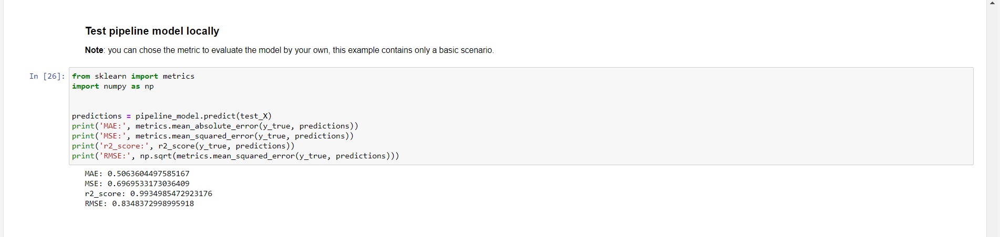 Test pipeline model locally
Note: you can chose the metric to evaluate the model by your own, this example contains only a basic scenario.
In [26]:
from sklearn import metrics
import numpy as np
predictions = pipeline_model.predict(test_X)
print('MAE:', metrics.mean_absolute_error(y_true, predictions))
print('MSE:', metrics.mean_squared_error(y_true, predictions))
print('r2_score:', r2_score(y_true, predictions))
print('RMSE:', np.sqrt(metrics.mean_squared_error(y_true, predictions)))
MAE: 0.5063604497585167
MSE: 0.6969533173036409
r2_score: 0.9934985472923176
RMSE: 0.8348372998995918